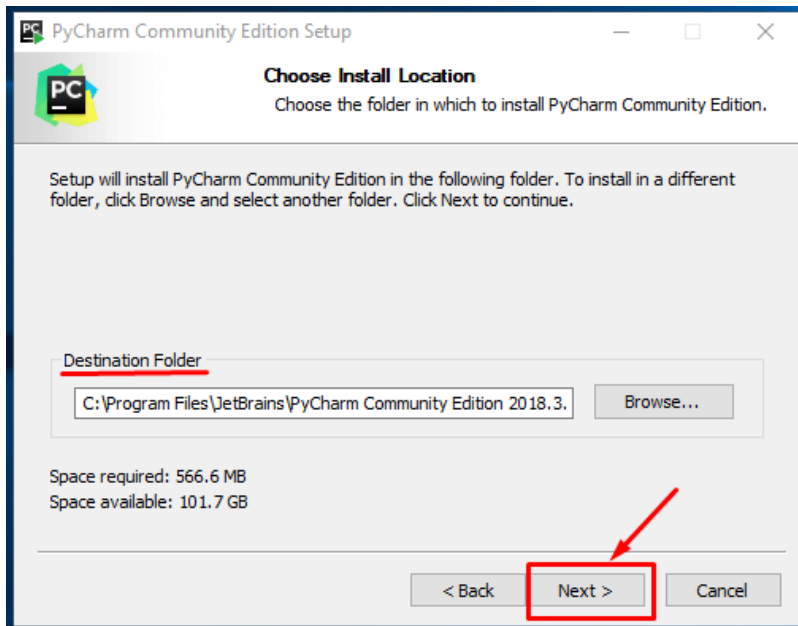 PyCharm Community Edition Setup
PC
Choose Install Location
Choose the folder in which to install PyCharm Community Edition.
Setup will install PyCharm Community Edition in the following folder. To install in a different
folder, click Browse and select another folder. Click Next to continue.
Destination Folder
C:\Program Files\JetBrains\PyCharm Community Edition 2018.3.
Browse...
Space required: 566.6 MB
Space available: 101.7 GB
< Back
Next >
Cancel